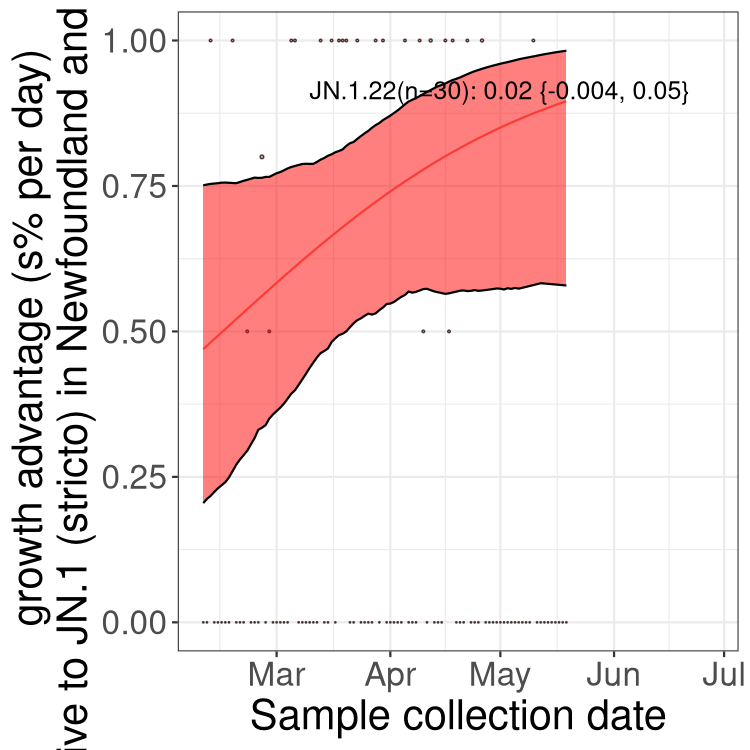 growth advantage (s% per day)
ive to JN.1 (stricto) in Newfoundland and
1.00
0.75
0.50
0.25
0.00
JN.1.22(n=30): 0.02 {-0.004, 0.05}
Mar Apr May Jun Jul
Sample collection date